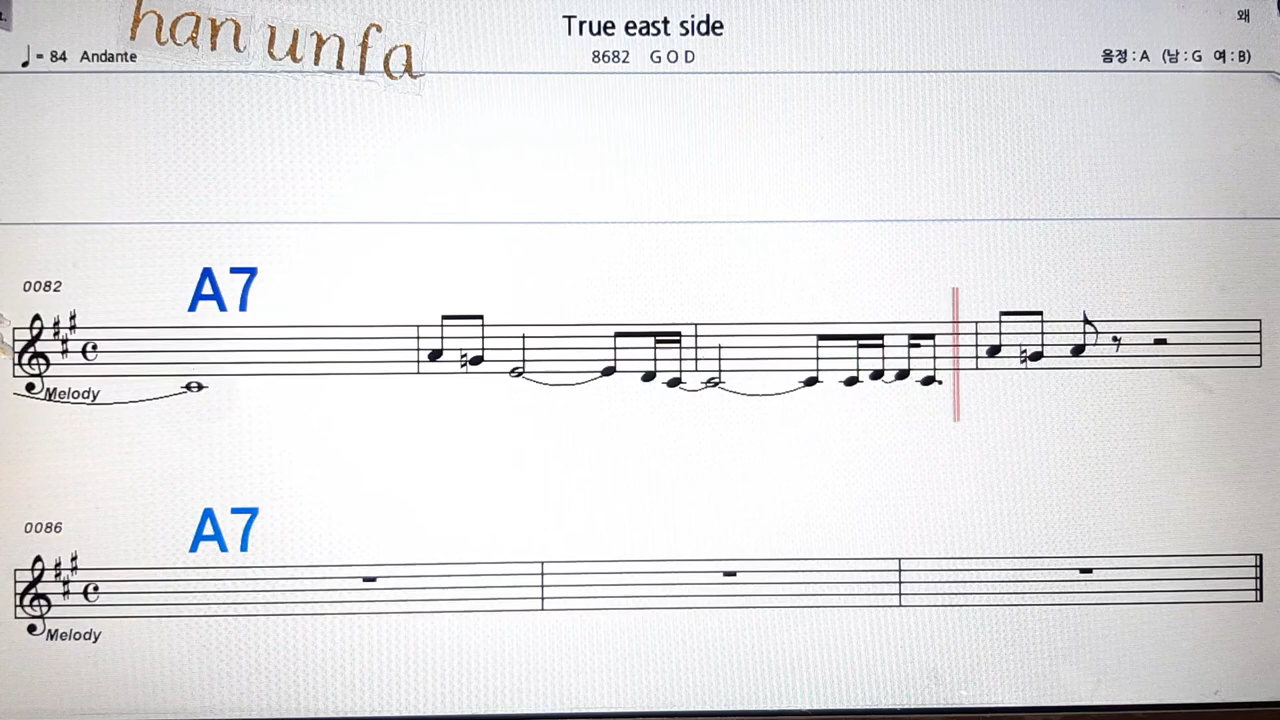 han unfa
True east side
왜
♩= 84 Andante
8682 G O D
음정 : A (남 : G 여 : B)
0082
A7
Melody
0086
A7
Melody